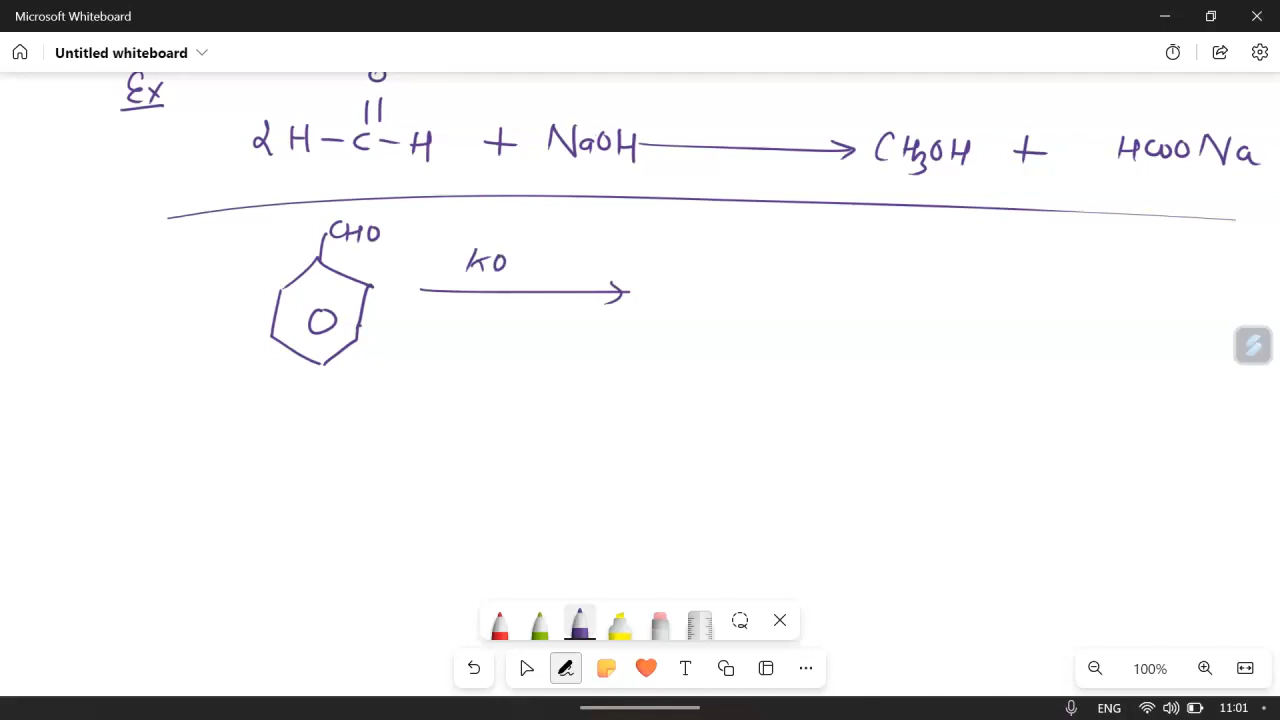 Microsoft Whiteboard
Untitled whiteboard
Ex
O
||
2 H - C - H + NaOH → CH3OH + HCOONa
CHO
KO
O
T
100%
ENG
11:01